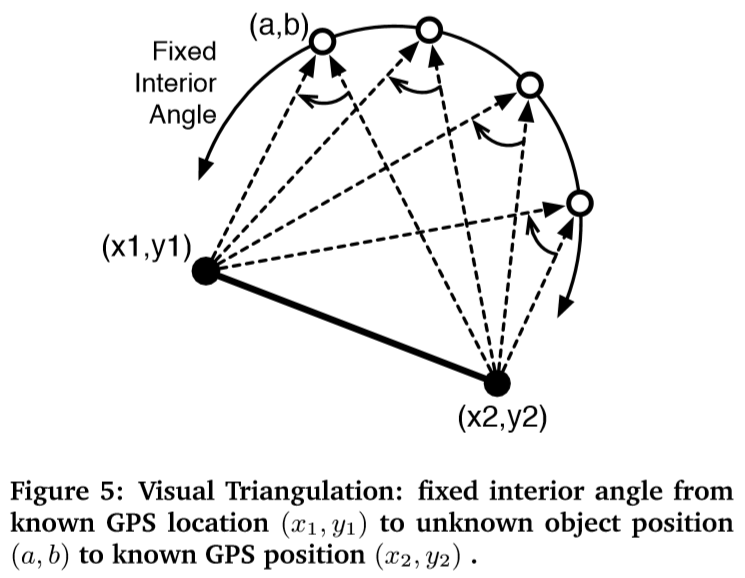 (a,b)
Fixed
Interior
Angle
(x1,y1)
(x2,y2)
Figure 5: Visual Triangulation: fixed interior angle from
known GPS location (x₁, y₁) to unknown object position
(a, b) to known GPS position (x₂, y₂) .